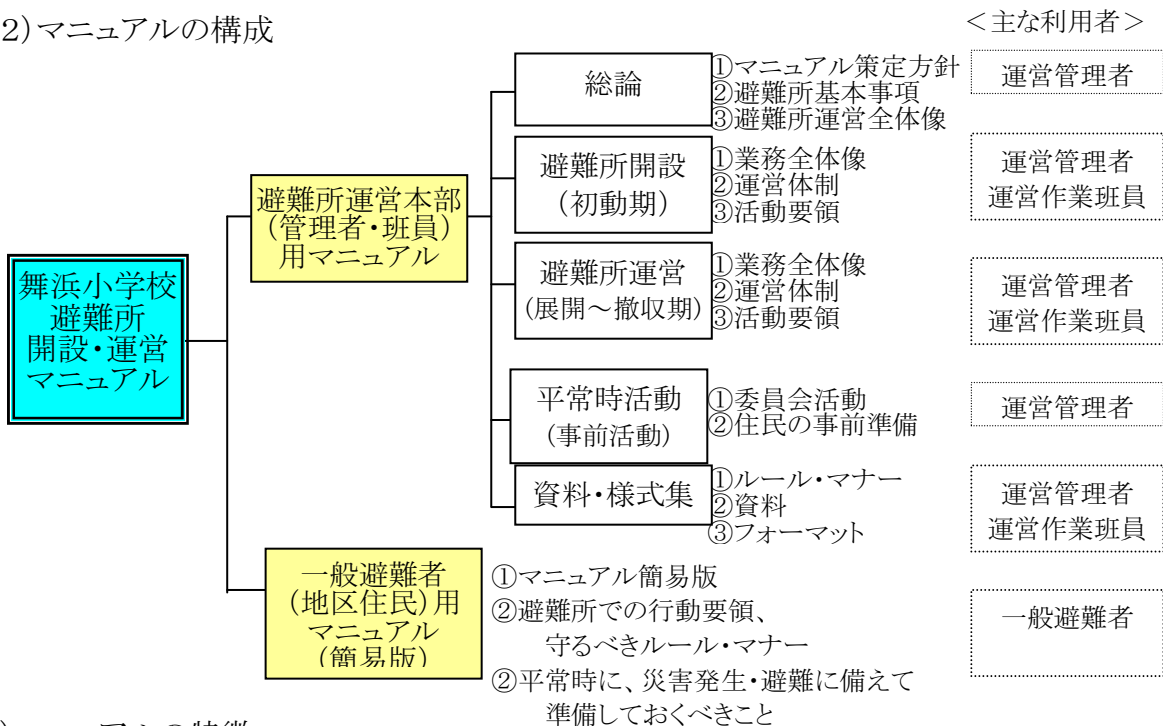 2)マニュアルの構成
<主な利用者>
舞浜小学校
避難所
開設・運営
マニュアル
避難所運営本部
(管理者・班員)
用マニュアル
総論
①マニュアル策定方針
②避難所基本事項
③避難所運営全体像
運営管理者
避難所開設
(初動期)
①業務全体像
②運営体制
③活動要領
運営管理者
運営作業班員
避難所運営
(展開~撤収期)
①業務全体像
②運営体制
③活動要領
運営管理者
運営作業班員
平常時活動
(事前活動)
①委員会活動
②住民の事前準備
運営管理者
資料・様式集
①ルール・マナー
②資料
③フォーマット
運営管理者
運営作業班員
一般避難者
(地区住民)用
マニュアル
(簡易版)
①マニュアル簡易版
②避難所での行動要領、
守るべきルール・マナー
②平常時に、災害発生・避難に備えて
準備しておくべきこと
一般避難者